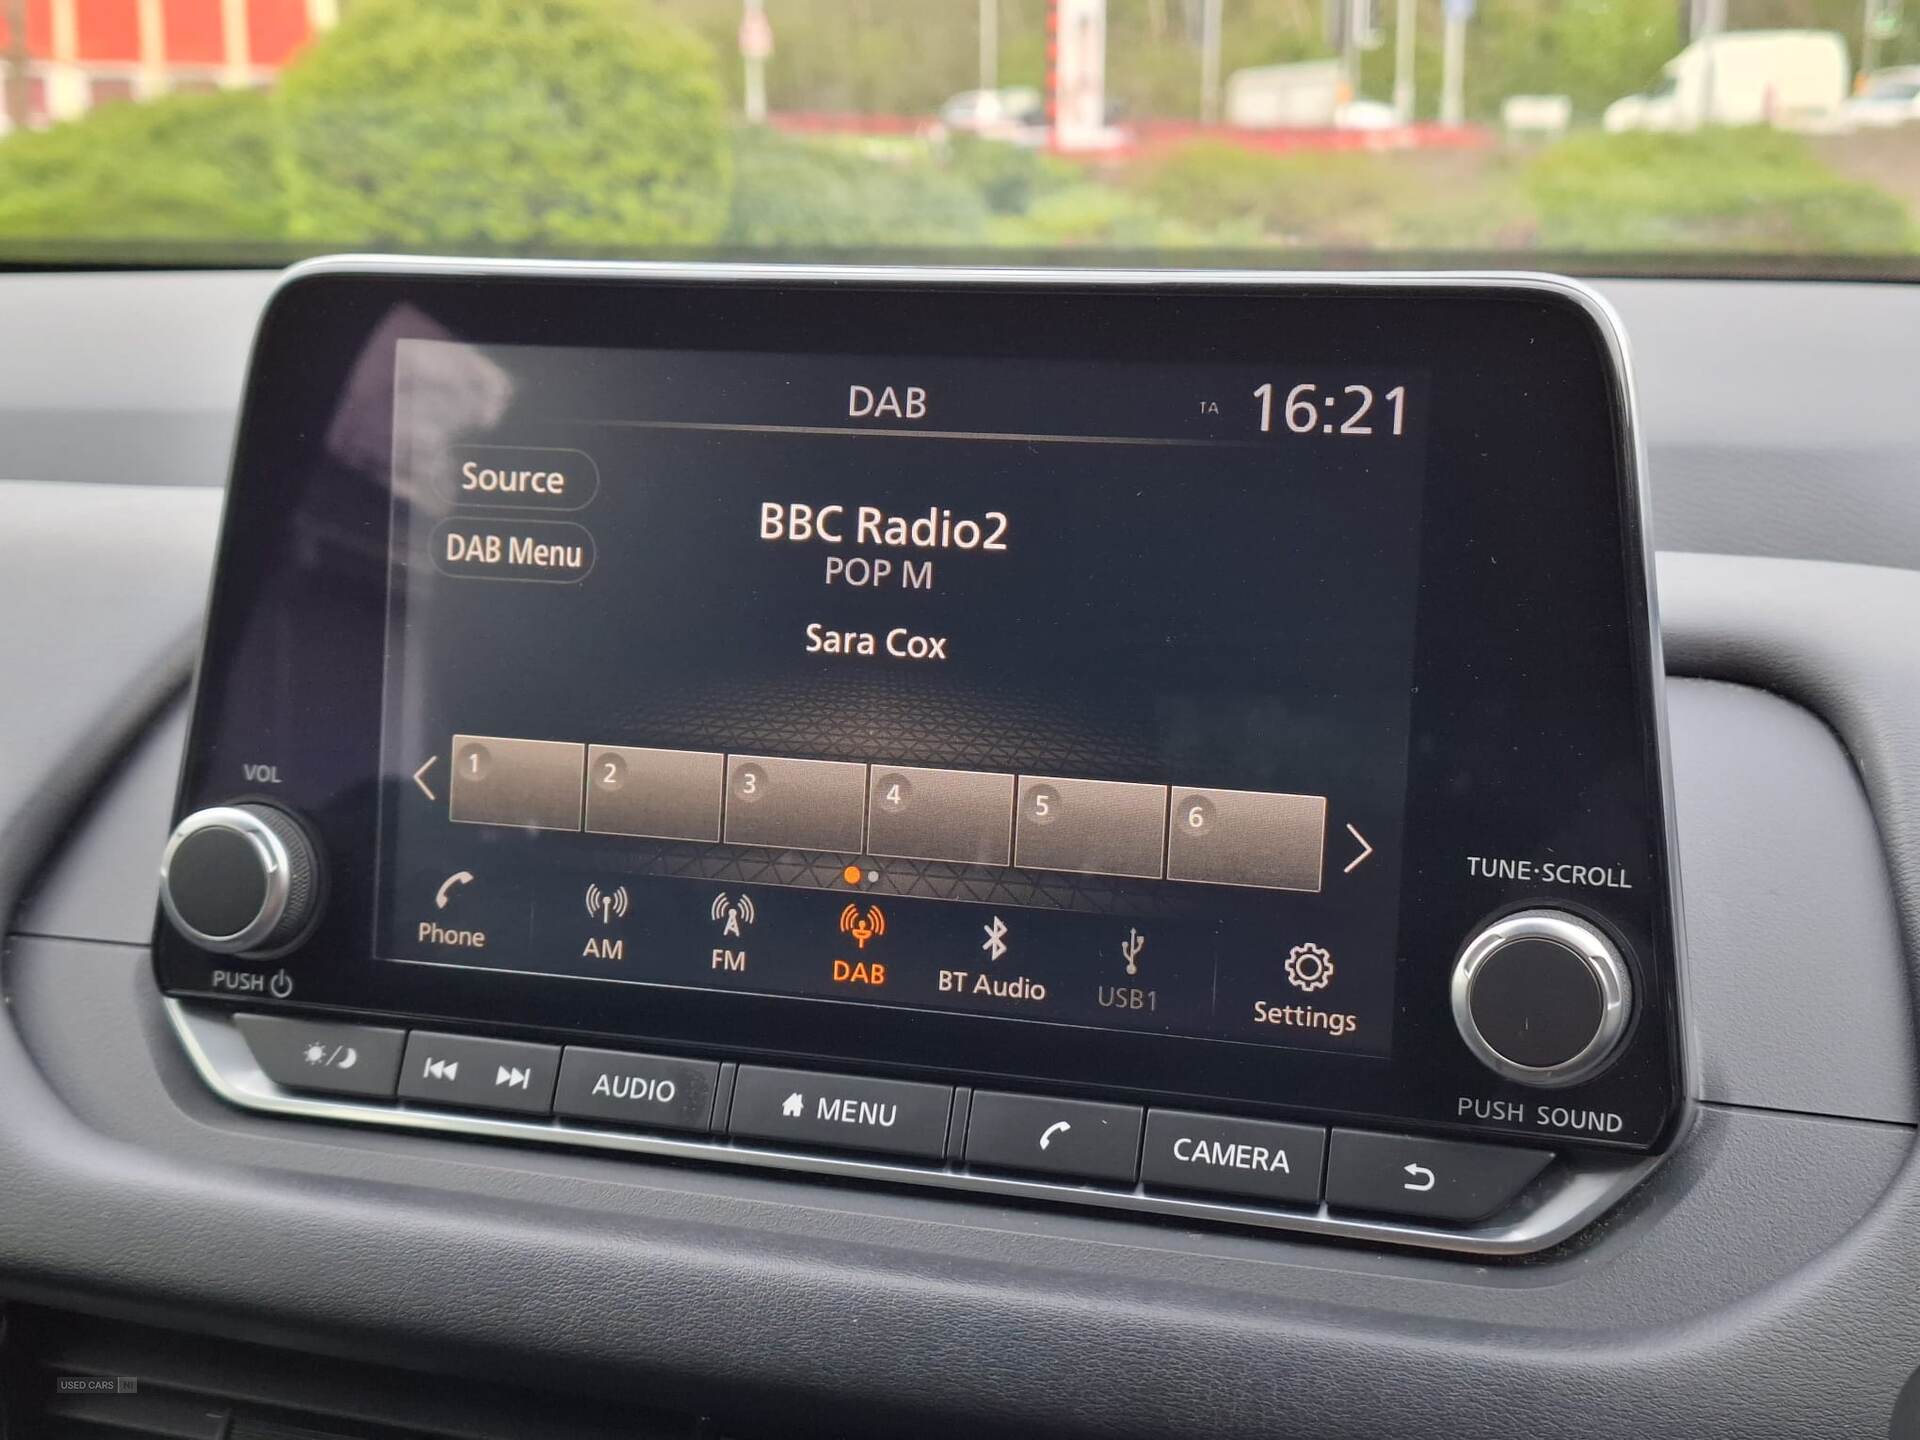 DAB
TA
16:21
Source
DAB Menu
BBC Radio2
POP M
Sara Cox
1
2
3
4
5
6
VOL
PUSH
TUNE·SCROLL
PUSH SOUND
Phone
AM
FM
DAB
BT Audio
USB1
Settings
AUDIO
MENU
CAMERA
USED CARS NI